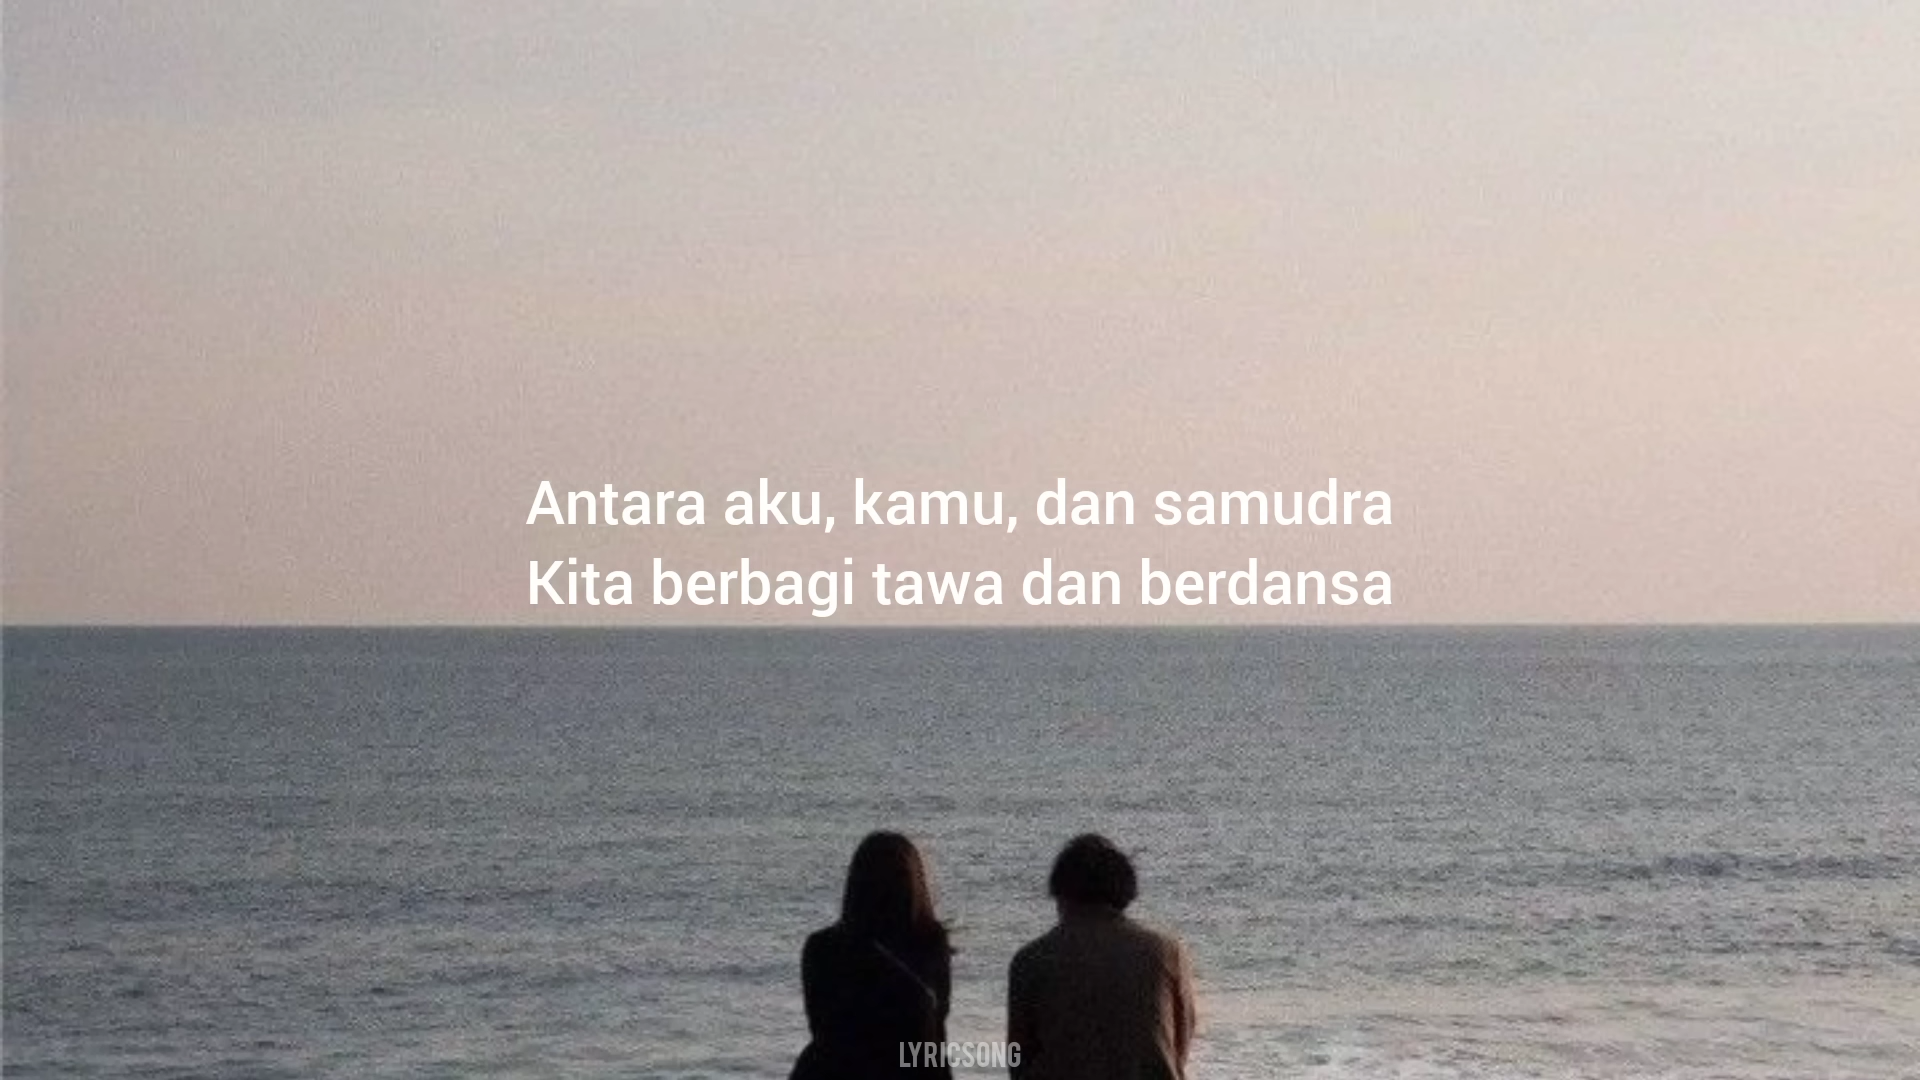 Antara aku, kamu, dan samudra
Kita berbagi tawa dan berdansa
LYRICSONG